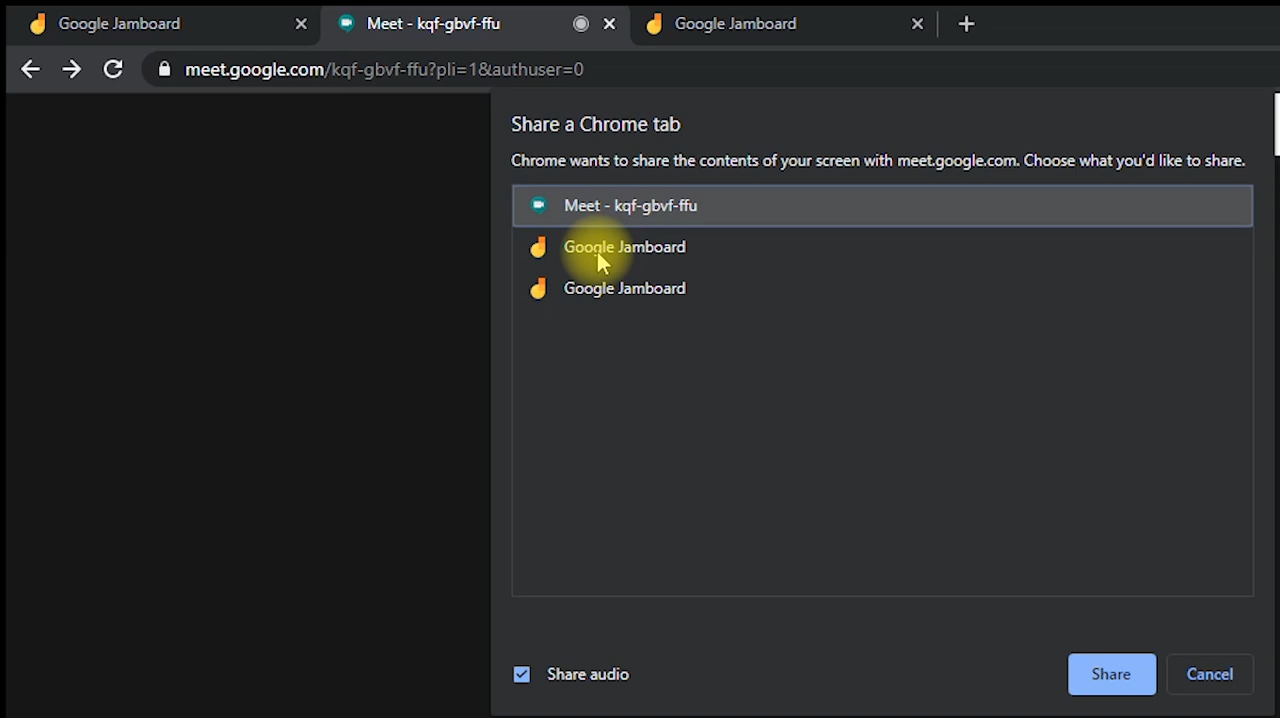 Google Jamboard
Meet - kqf-gbvf-ffu
Google Jamboard
meet.google.com/kqf-gbvf-ffu?pli=1&authuser=0
Share a Chrome tab
Chrome wants to share the contents of your screen with meet.google.com. Choose what you'd like to share.
Meet - kqf-gbvf-ffu
Google Jamboard
Google Jamboard
Share audio
Share
Cancel